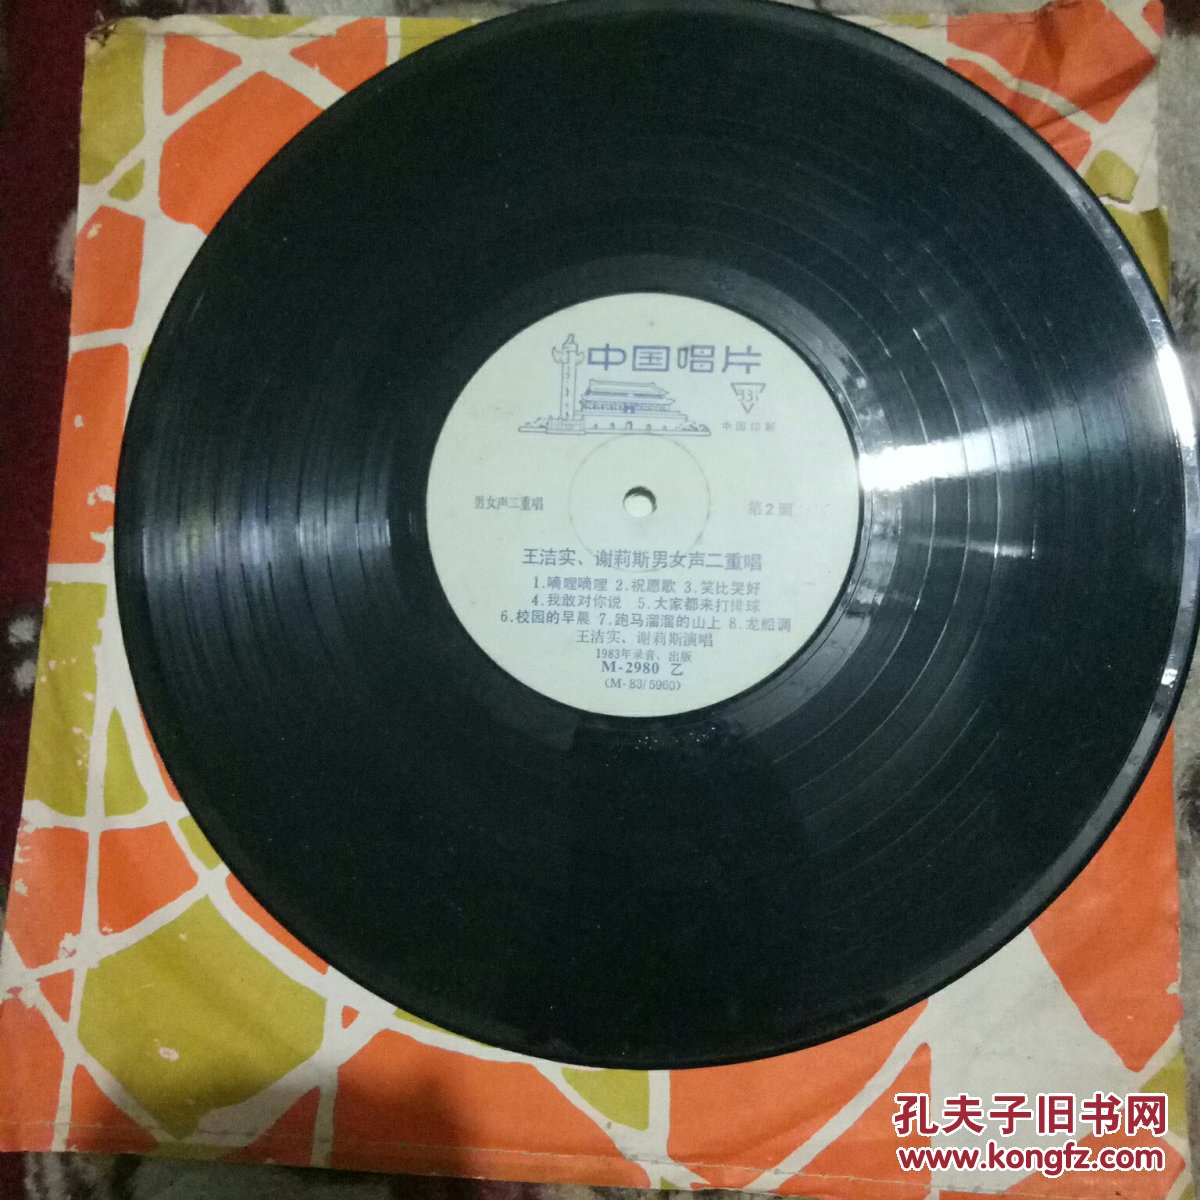 中国唱片
33
中国印刷
男女声二重唱
第2面
王洁实、谢莉斯男女声二重唱
1.嘀哩嘀哩 2.祝愿歌 3.笑比哭好
4.我敢对你说 5.大家都来打排球
6.校园的早晨 7.跑马溜溜的山上 8.龙船调
王洁实、谢莉斯演唱
1983年录音、出版
M-2980 乙
(M-83/5960)
孔夫子旧书网
www.kongfz.com